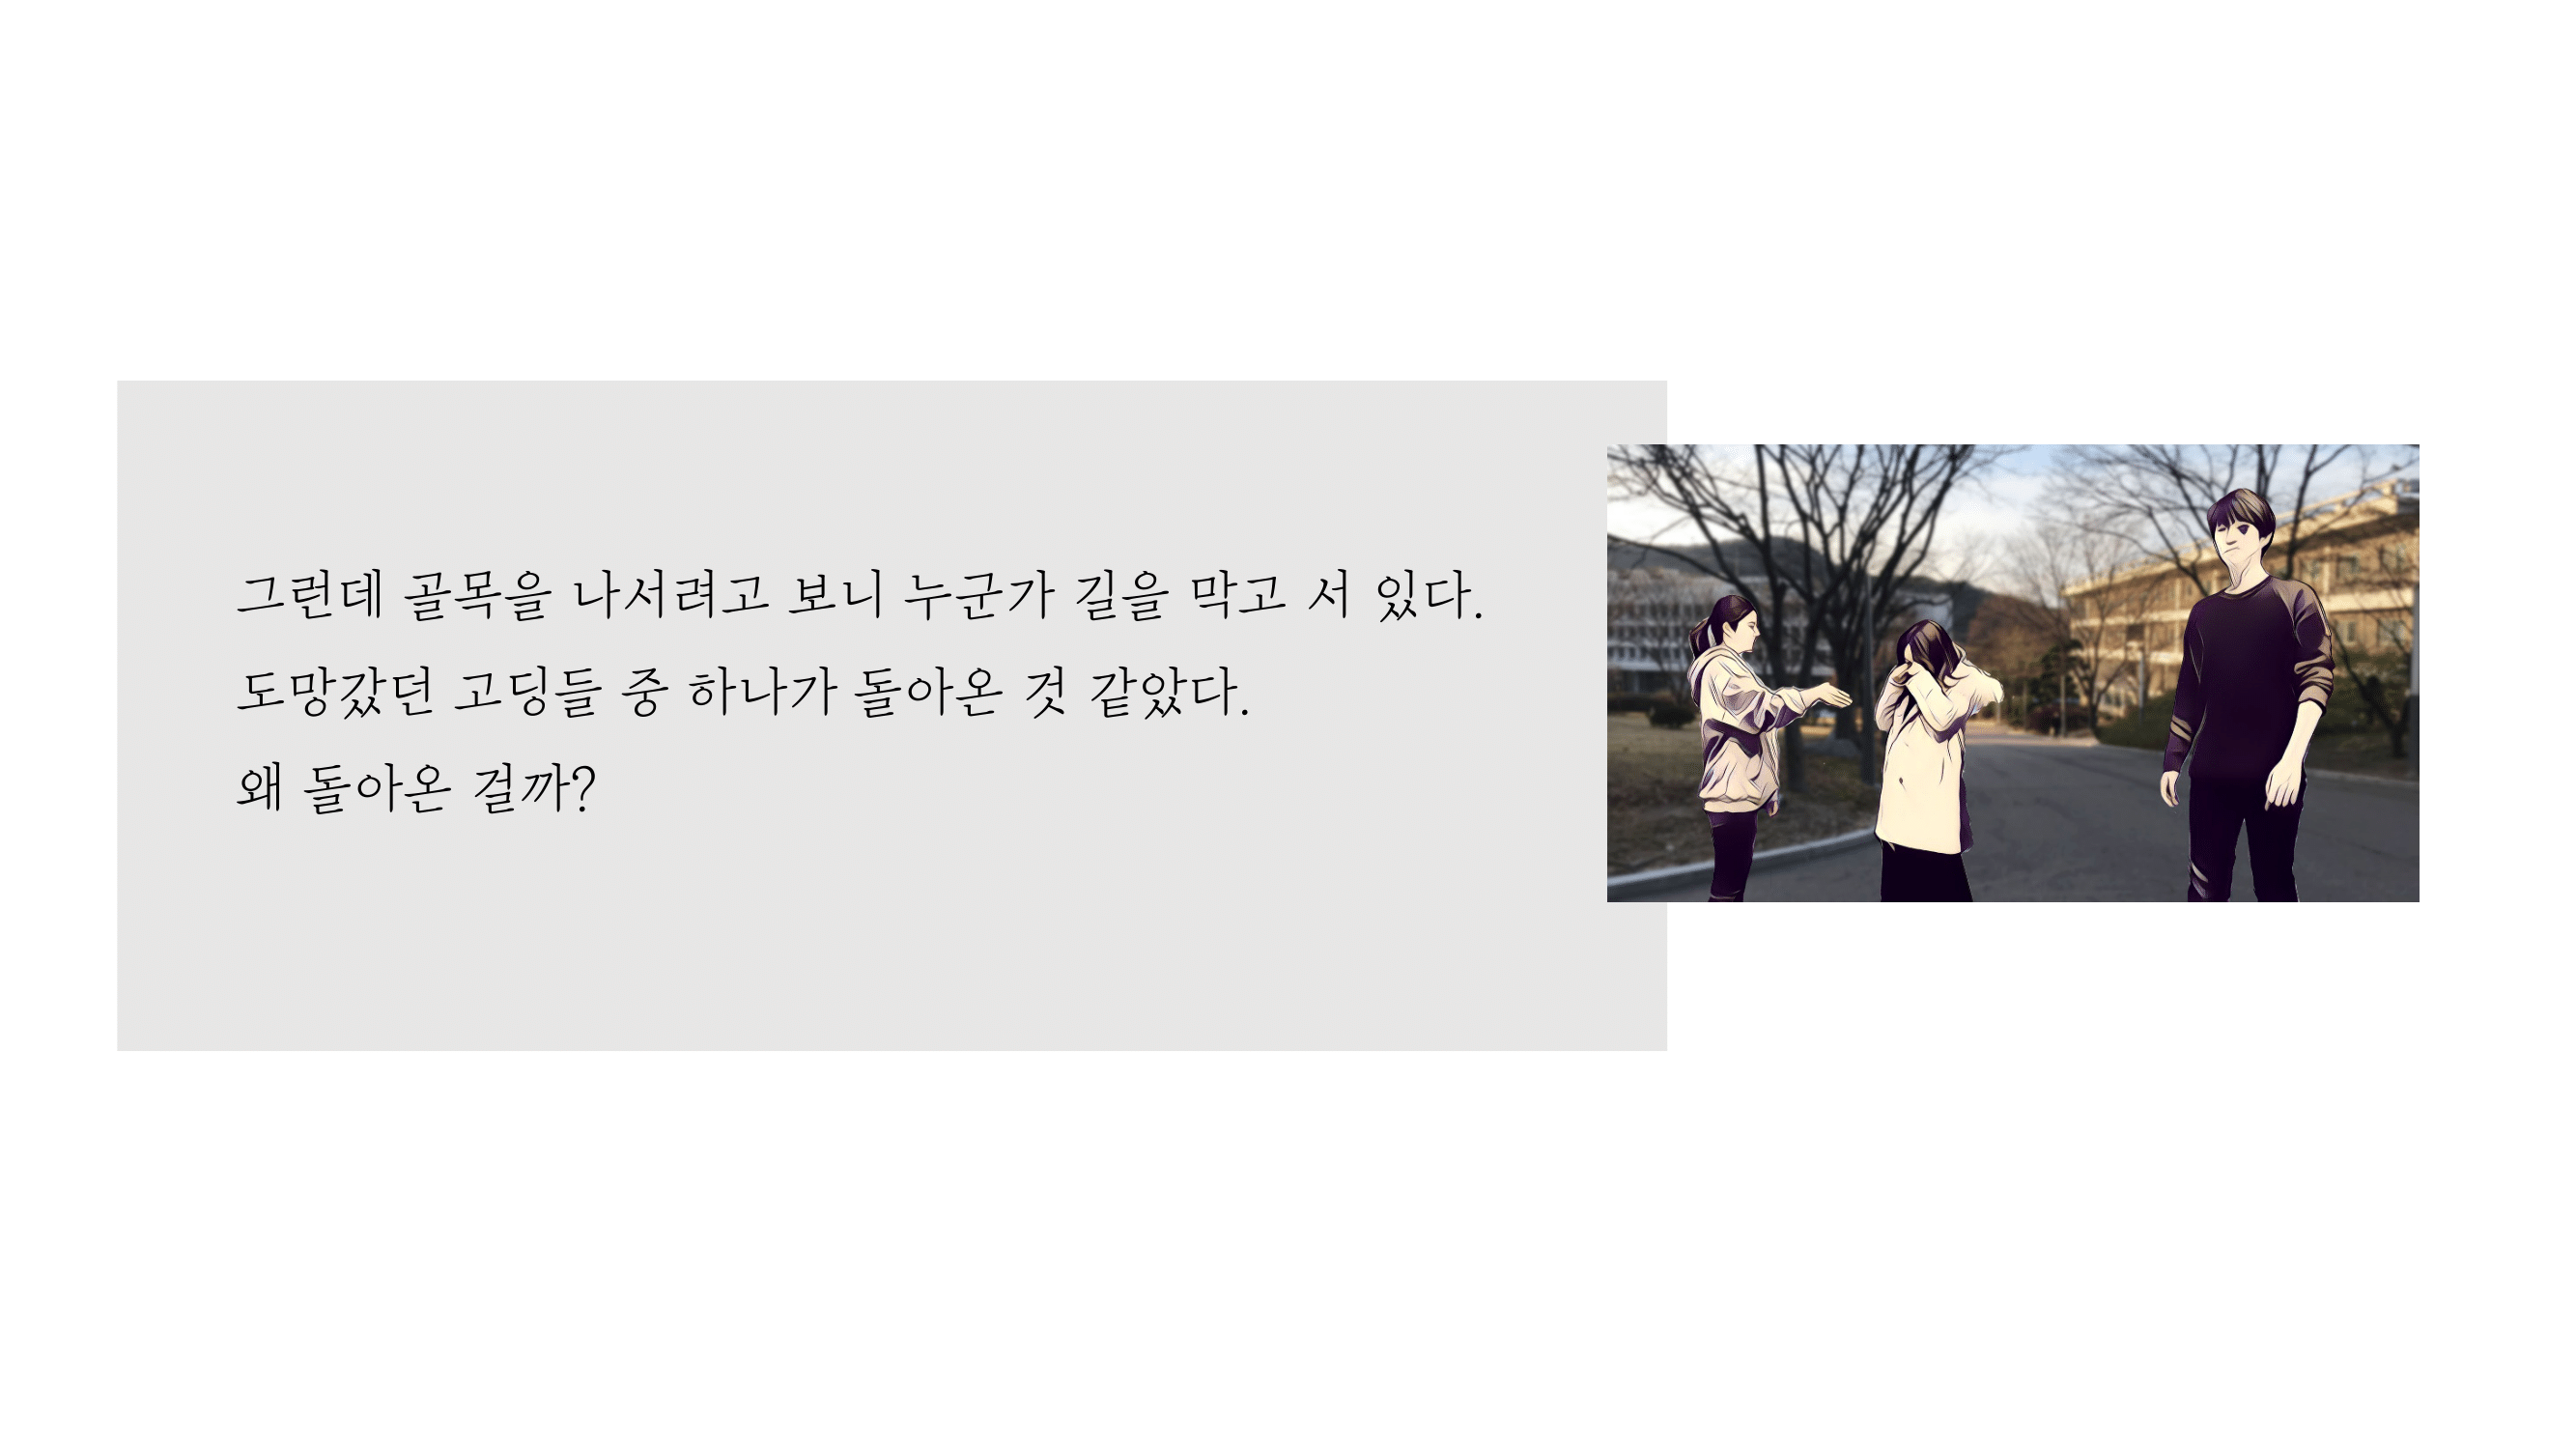 그런데 골목을 나서려고 보니 누군가 길을 막고 서 있다.
도망갔던 고딩들 중 하나가 돌아온 것 같았다.
왜 돌아온 걸까?